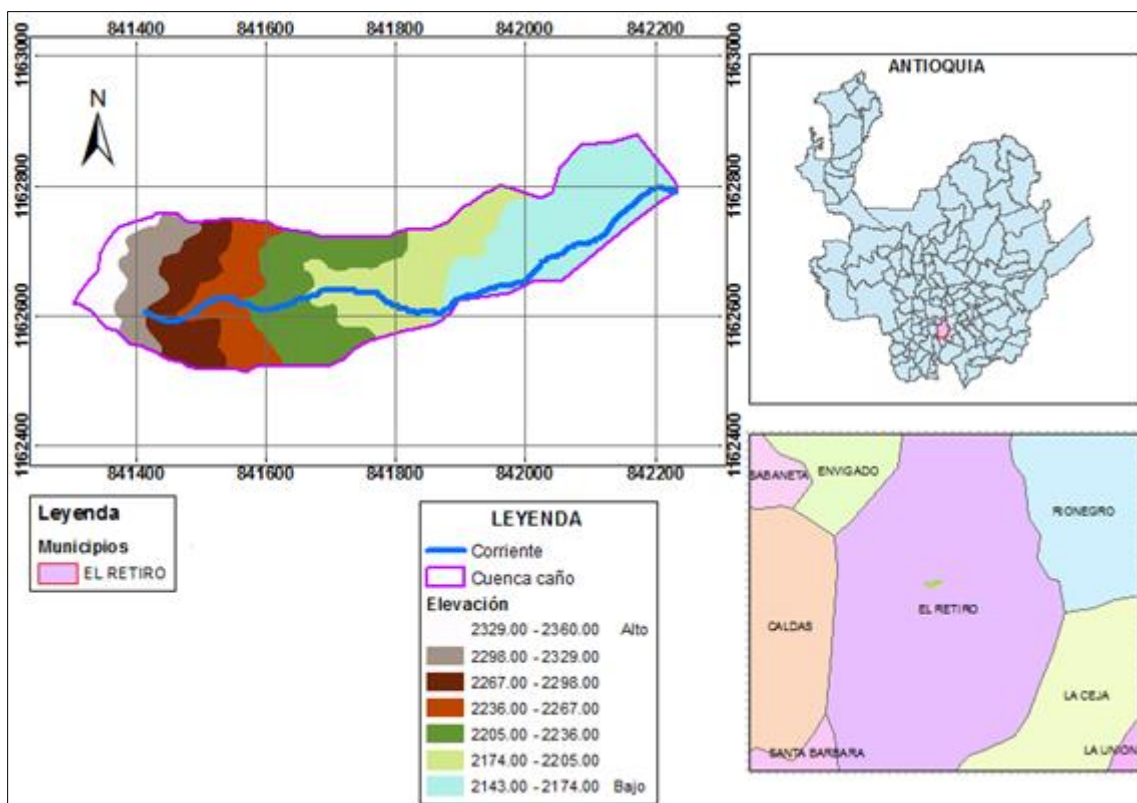 841400 841600 841800 842000 842200
1163000 1163000
N
1162800 1162800
1162600 1162600
1162400 1162400
841400 841600 841800 842000 842200
ANTIOQUIA
Leyenda
Municipios
EL RETIRO
LEYENDA
Corriente
Cuenca caño
Elevación
2329.00 - 2360.00 Alto
2298.00 - 2329.00
2267.00 - 2298.00
2236.00 - 2267.00
2205.00 - 2236.00
2174.00 - 2205.00
2143.00 - 2174.00 Bajo
SABANETA
ENVIGADO
RIONEGRO
EL RETIRO
CALDAS
LA CEJA
SANTA BARBARA
LA UNION